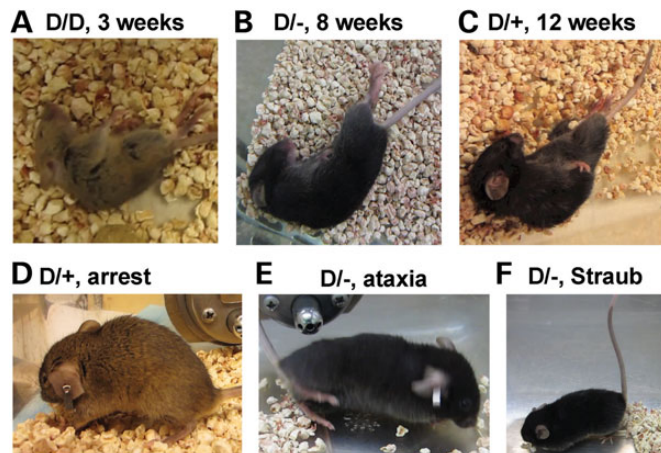 A D/D, 3 weeks
B D/-, 8 weeks
C D/+, 12 weeks
D D/+, arrest
E D/-, ataxia
F D/-, Straub